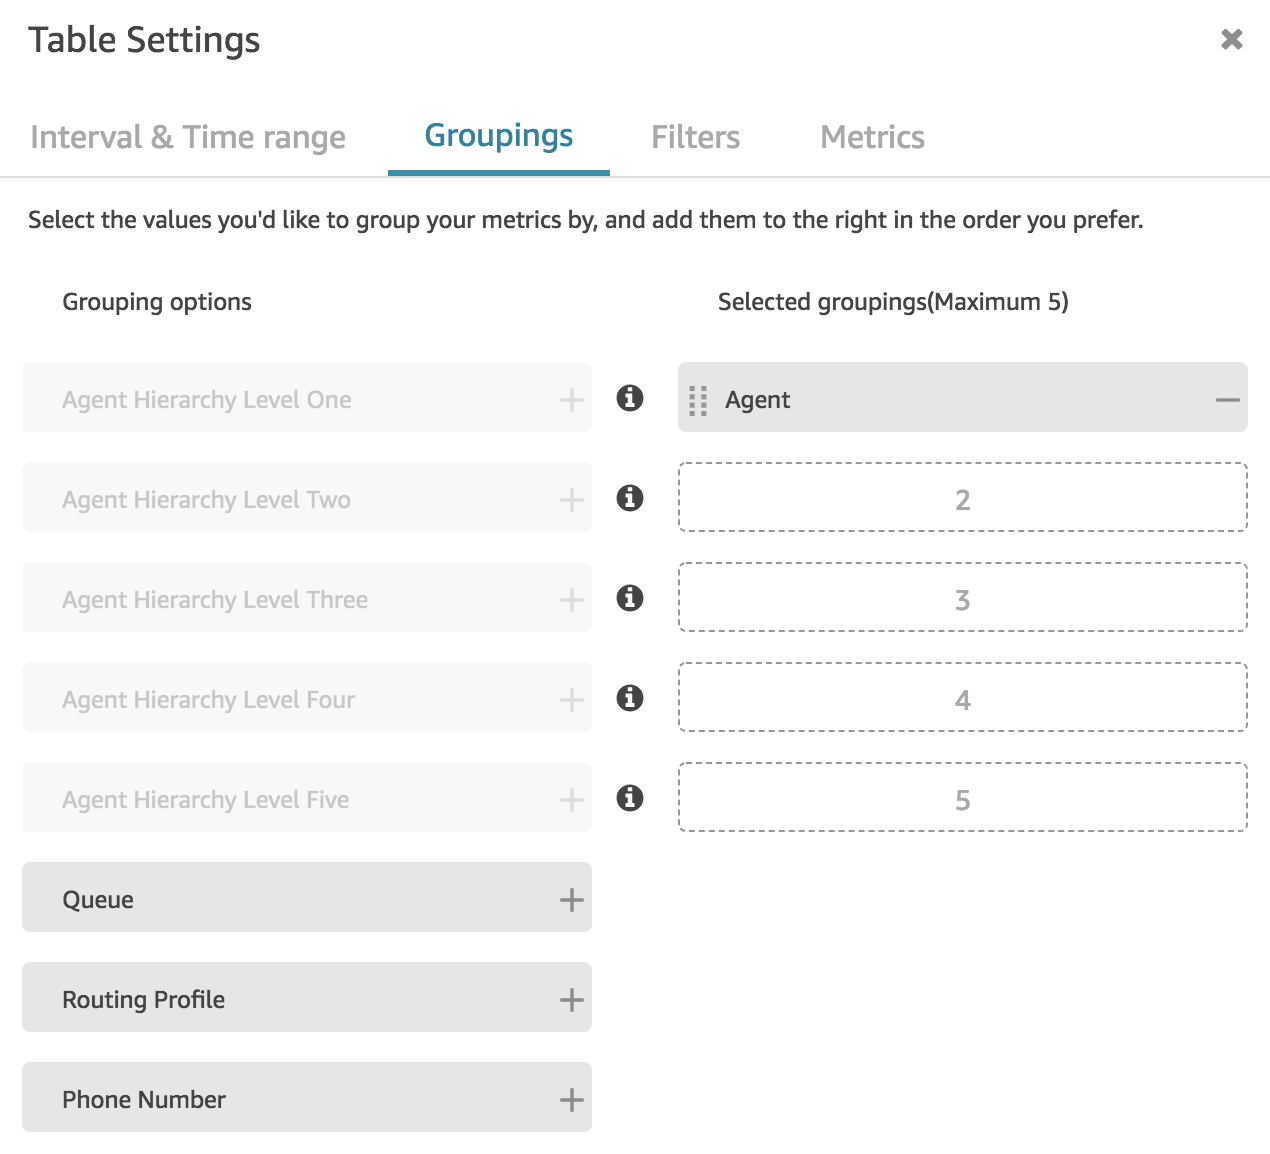 Table Settings
Interval & Time range
Groupings
Filters
Metrics
Select the values you'd like to group your metrics by, and add them to the right in the order you prefer.
Grouping options
Selected groupings(Maximum 5)
Agent Hierarchy Level One
Agent
Agent Hierarchy Level Two
2
Agent Hierarchy Level Three
3
Agent Hierarchy Level Four
4
Agent Hierarchy Level Five
5
Queue
Routing Profile
Phone Number